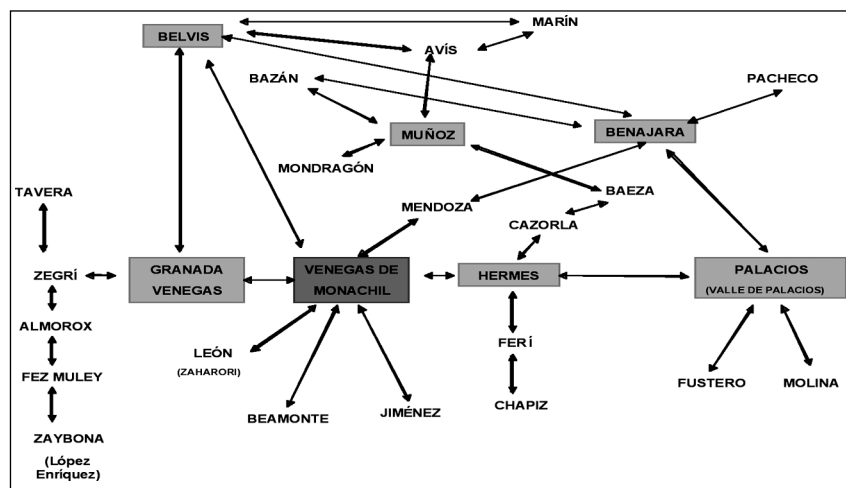 MARÍN
BELVIS
AVÍS
BAZÁN
PACHECO
MUÑOZ
BENAJARA
MONDRAGÓN
TAVERA
BAEZA
MENDOZA
CAZORLA
ZEGRÍ
GRANADA
VENEGAS
VENEGAS DE
MONACHIL
HERMES
PALACIOS
(VALLE DE PALACIOS)
ALMOROX
LEÓN
(ZAHARORI)
FERÍ
FEZ MULEY
FUSTERO
MOLINA
CHAPIZ
BEAMONTE
JIMÉNEZ
ZAYBONA
(López
Enríquez)